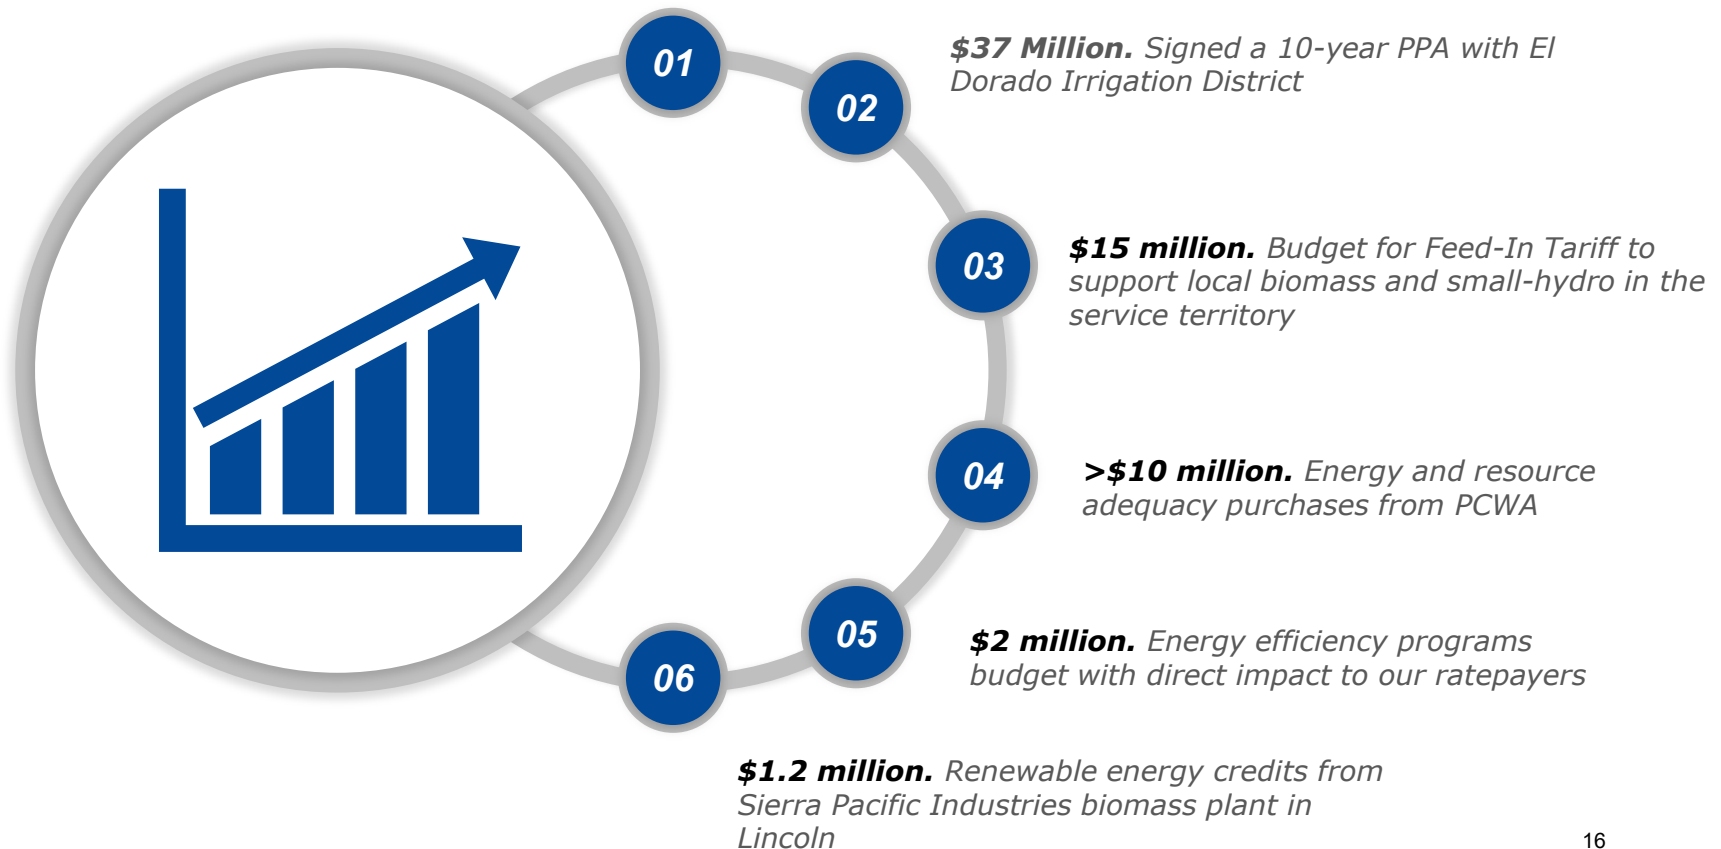 01
02
$37 Million. Signed a 10-year PPA with El
Dorado Irrigation District
03
$15 million. Budget for Feed-In Tariff to
support local biomass and small-hydro in the
service territory
04
>$10 million. Energy and resource
adequacy purchases from PCWA
05
$2 million. Energy efficiency programs
budget with direct impact to our ratepayers
06
$1.2 million. Renewable energy credits from
Sierra Pacific Industries biomass plant in
Lincoln
16